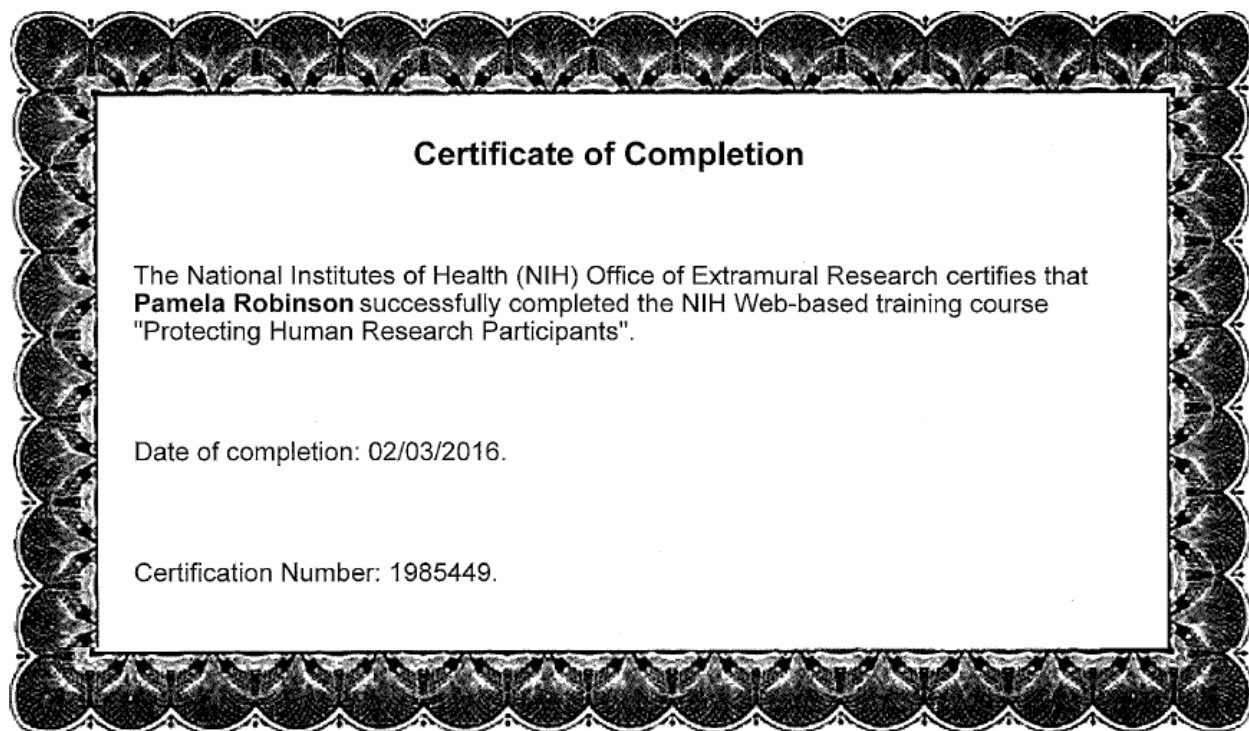 Certificate of Completion
The National Institutes of Health (NIH) Office of Extramural Research certifies that
Pamela Robinson successfully completed the NIH Web-based training course
"Protecting Human Research Participants".
Date of completion: 02/03/2016.
Certification Number: 1985449.